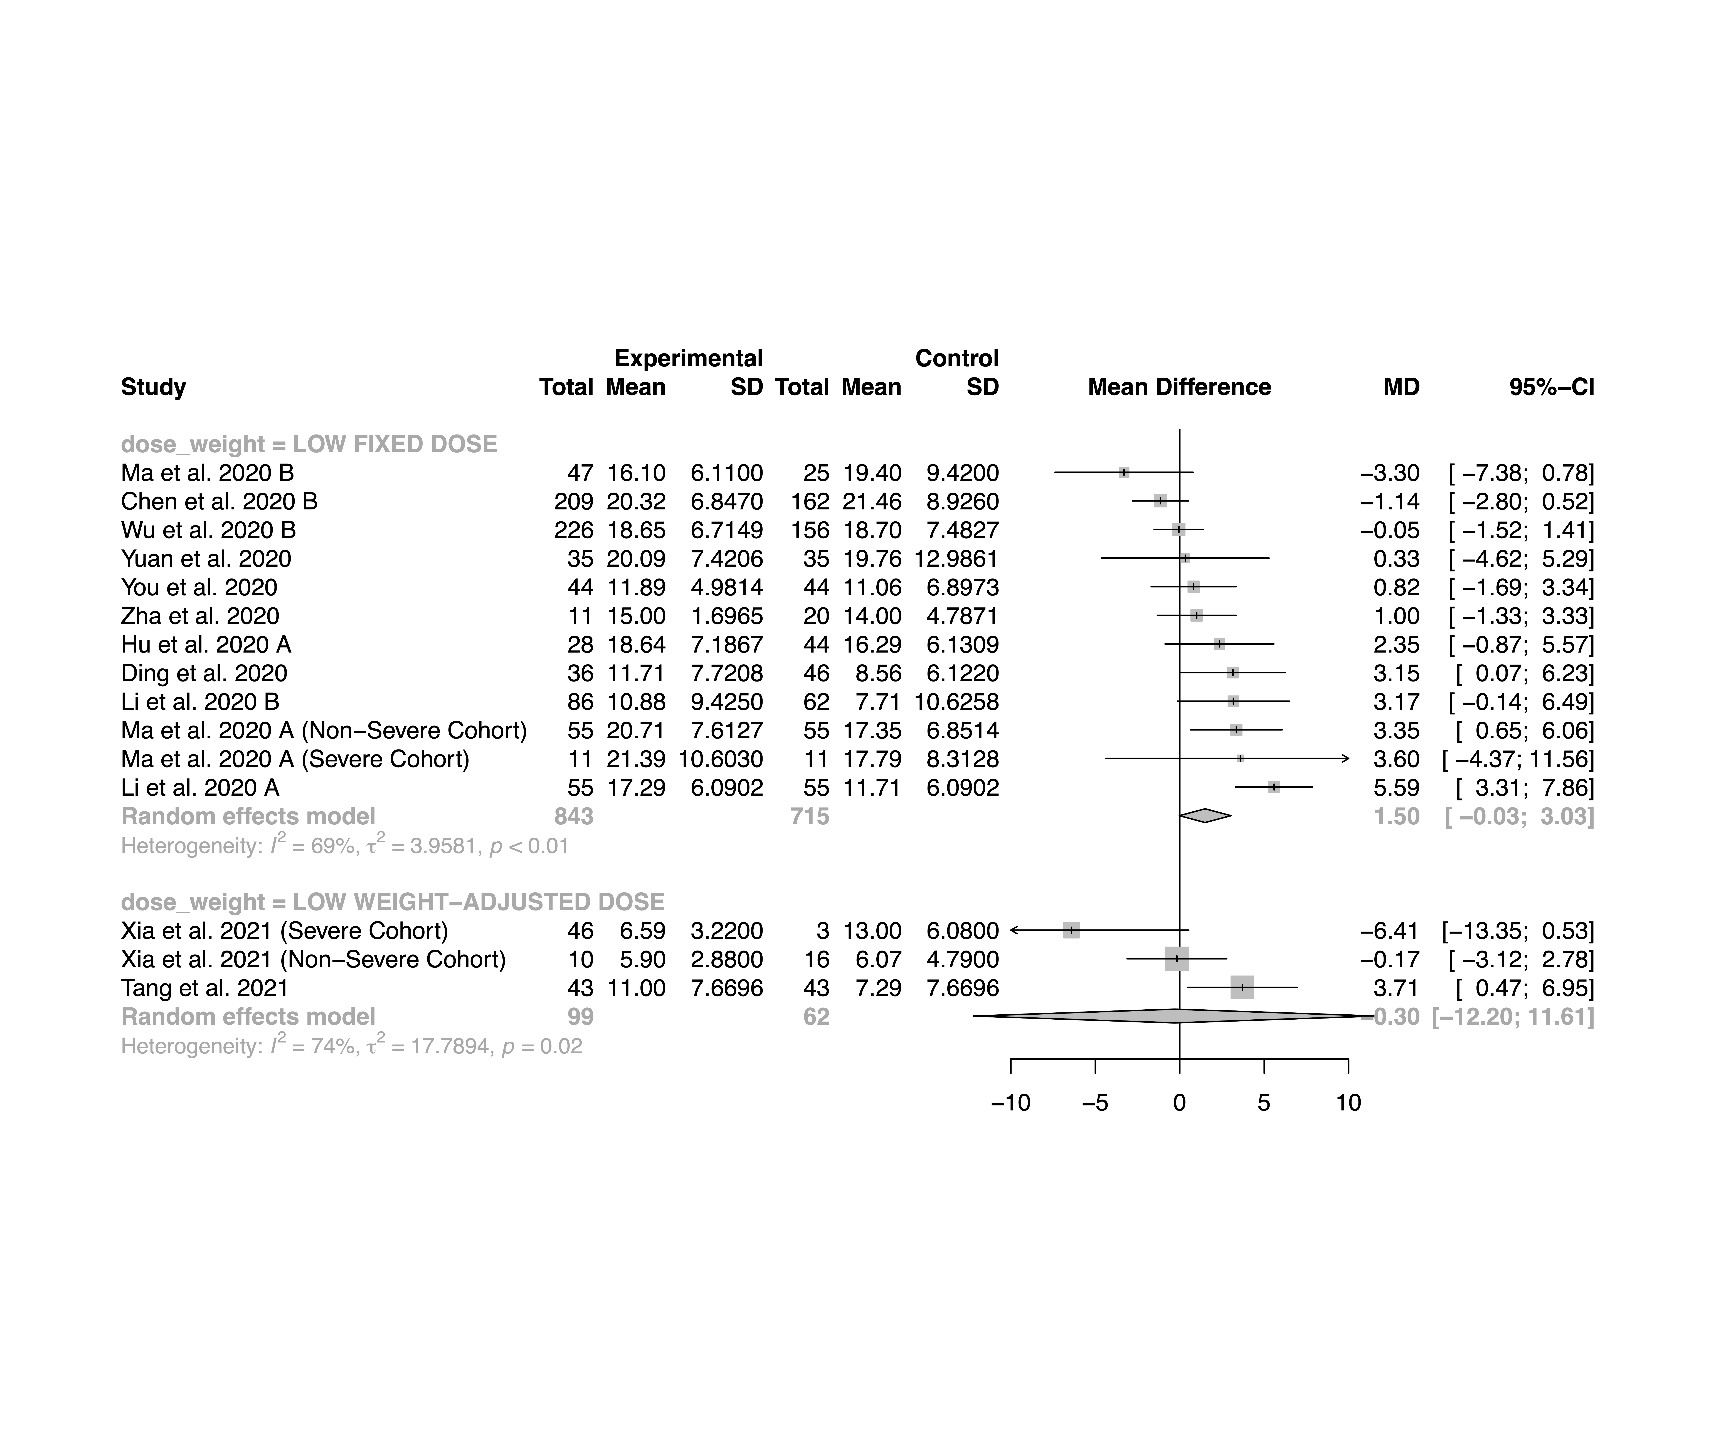 Experimental Control
Study Total Mean SD Total Mean SD Mean Difference MD 95%−CI
dose_weight = LOW FIXED DOSE
Ma et al. 2020 B 47 16.10 6.1100 25 19.40 9.4200 −3.30 [ −7.38; 0.78]
Chen et al. 2020 B 209 20.32 6.8470 162 21.46 8.9260 −1.14 [ −2.80; 0.52]
Wu et al. 2020 B 226 18.65 6.7149 156 18.70 7.4827 −0.05 [ −1.52; 1.41]
Yuan et al. 2020 35 20.09 7.4206 35 19.76 12.9861 0.33 [ −4.62; 5.29]
You et al. 2020 44 11.89 4.9814 44 11.06 6.8973 0.82 [ −1.69; 3.34]
Zha et al. 2020 11 15.00 1.6965 20 14.00 4.7871 1.00 [ −1.33; 3.33]
Hu et al. 2020 A 28 18.64 7.1867 44 16.29 6.1309 2.35 [ −0.87; 5.57]
Ding et al. 2020 36 11.71 7.7208 46 8.56 6.1220 3.15 [ 0.07; 6.23]
Li et al. 2020 B 86 10.88 9.4250 62 7.71 10.6258 3.17 [ −0.14; 6.49]
Ma et al. 2020 A (Non−Severe Cohort) 55 20.71 7.6127 55 17.35 6.8514 3.35 [ 0.65; 6.06]
Ma et al. 2020 A (Severe Cohort) 11 21.39 10.6030 11 17.79 8.3128 3.60 [ −4.37; 11.56]
Li et al. 2020 A 55 17.29 6.0902 55 11.71 6.0902 5.59 [ 3.31; 7.86]
Random effects model 843 715 1.50 [ −0.03; 3.03]
Heterogeneity: I² = 69%, τ² = 3.9581, p < 0.01
dose_weight = LOW WEIGHT−ADJUSTED DOSE
Xia et al. 2021 (Severe Cohort) 46 6.59 3.2200 3 13.00 6.0800 −6.41 [−13.35; 0.53]
Xia et al. 2021 (Non−Severe Cohort) 10 5.90 2.8800 16 6.07 4.7900 −0.17 [ −3.12; 2.78]
Tang et al. 2021 43 11.00 7.6696 43 7.29 7.6696 3.71 [ 0.47; 6.95]
Random effects model 99 62 −0.30 [−12.20; 11.61]
Heterogeneity: I² = 74%, τ² = 17.7894, p = 0.02
−10 −5 0 5 10